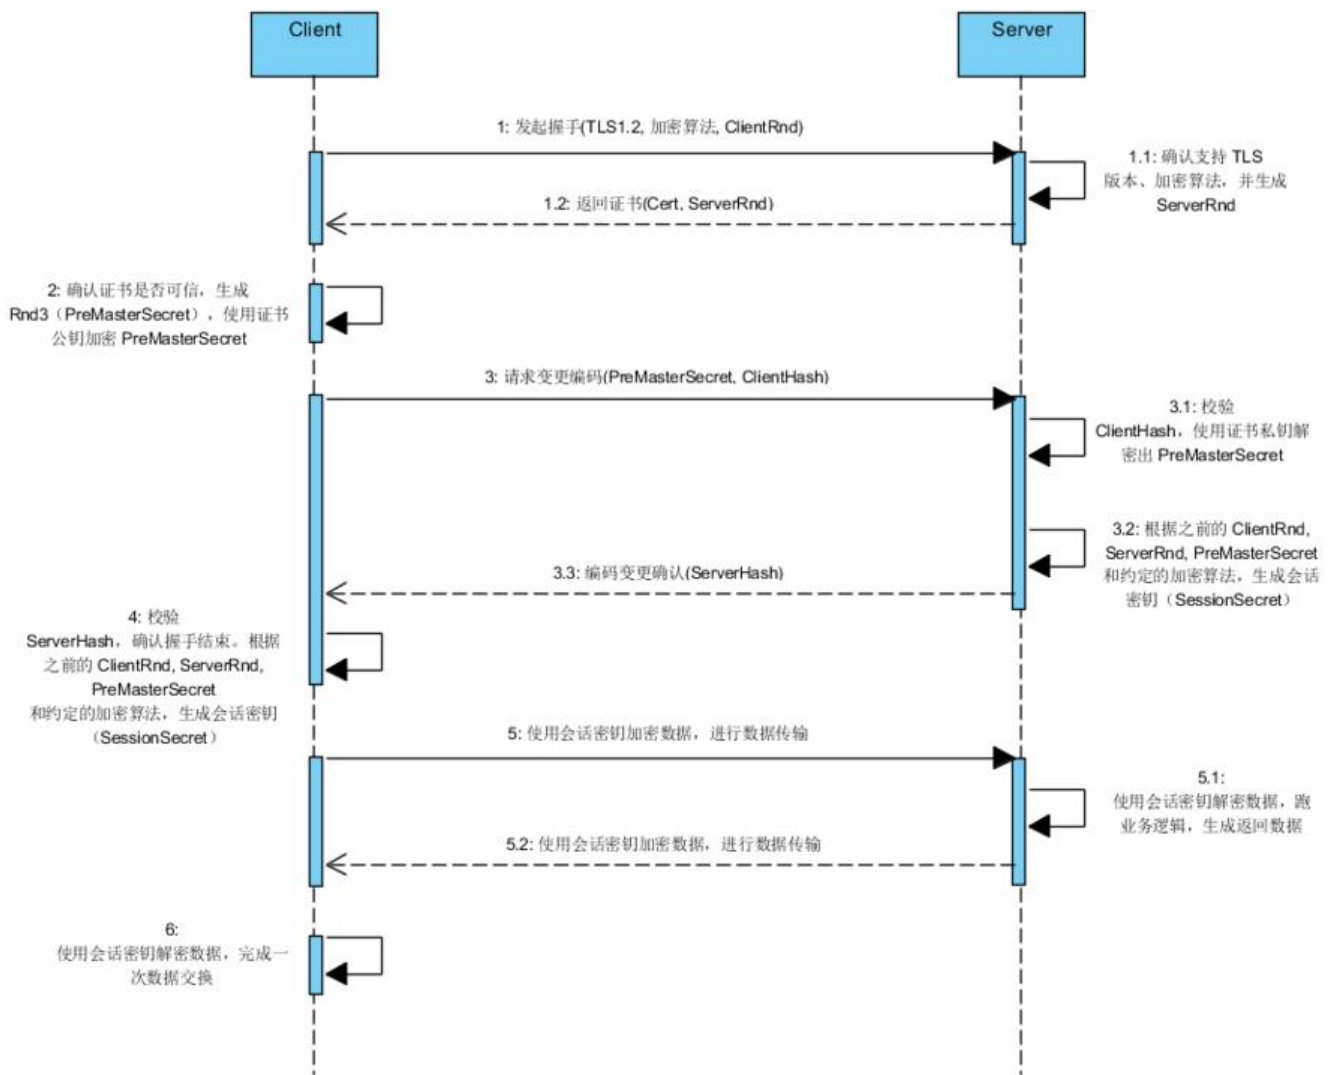 Client
Server
1: 发起握手(TLS1.2, 加密算法, ClientRnd)
1.1: 确认支持 TLS
版本、加密算法，并生成
ServerRnd
1.2: 返回证书(Cert, ServerRnd)
2: 确认证书是否可信，生成
Rnd3（PreMasterSecret），使用证书
公钥加密 PreMasterSecret
3: 请求变更编码(PreMasterSecret, ClientHash)
3.1: 校验
ClientHash，使用证书私钥解
密出 PreMasterSecret
3.2: 根据之前的 ClientRnd,
ServerRnd, PreMasterSecret
和约定的加密算法，生成会话
密钥（SessionSecret）
3.3: 编码变更确认(ServerHash)
4: 校验
ServerHash，确认握手结束。根据
之前的 ClientRnd, ServerRnd,
PreMasterSecret
和约定的加密算法，生成会话密钥
（SessionSecret）
5: 使用会话密钥加密数据，进行数据传输
5.1:
使用会话密钥解密数据，跑
业务逻辑，生成返回数据
5.2: 使用会话密钥加密数据，进行数据传输
6:
使用会话密钥解密数据，完成一
次数据交换